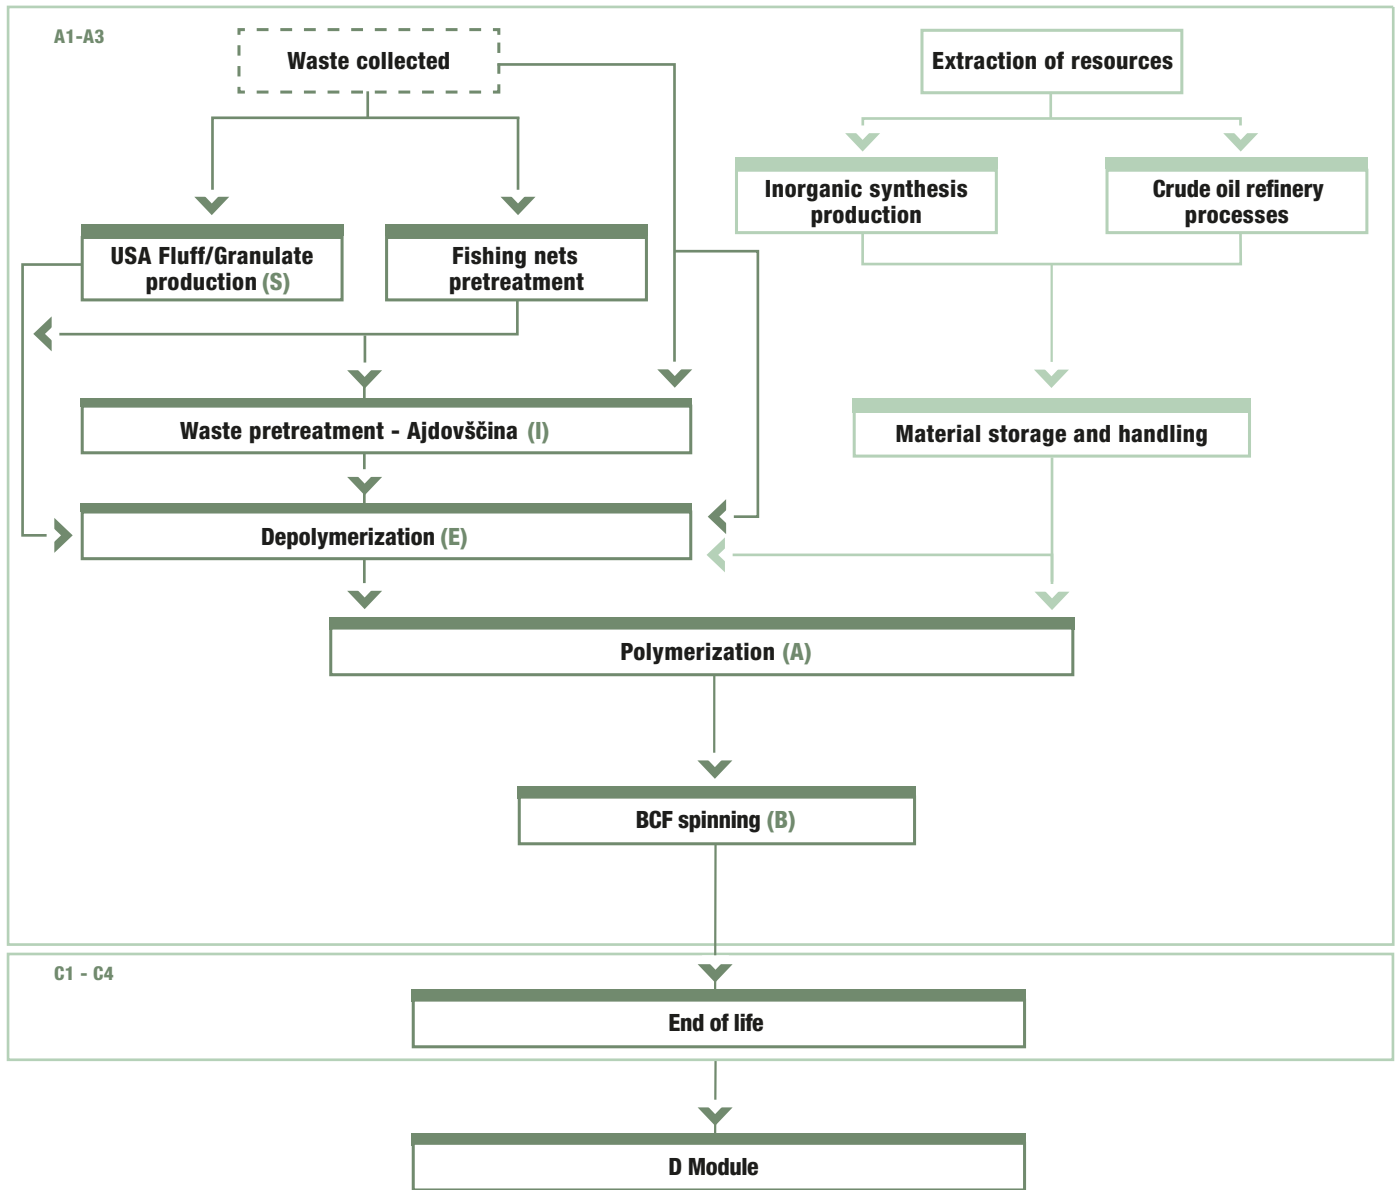 A1-A3
Waste collected
Extraction of resources
Inorganic synthesis
production
Crude oil refinery
processes
USA Fluff/Granulate
production (S)
Fishing nets
pretreatment
Waste pretreatment - Ajdovščina (I)
Material storage and handling
Depolymerization (E)
Polymerization (A)
BCF spinning (B)
C1 - C4
End of life
D Module